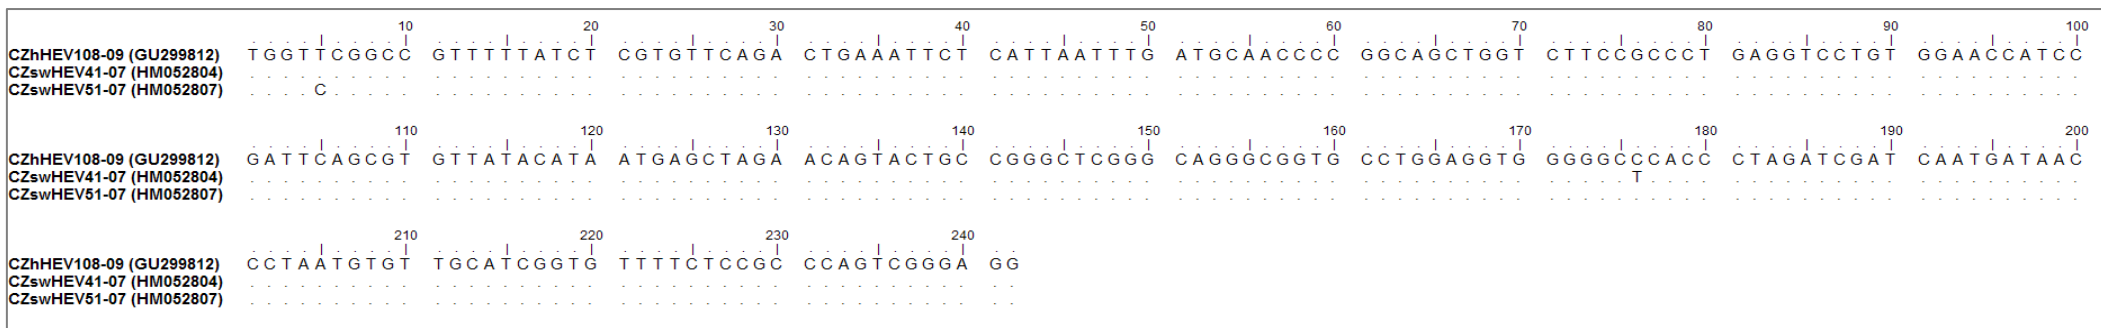 10 20 30 40 50 60 70 80 90 100
CZhHEV108-09 (GU299812) TGGTTCGGCC GTTTTTATCT CGTGTTCAGA CTGAAATTCT CATTAATTTG ATGCAACCCC GGCAGCTGGT CTTCCGCCCT GAGGTCCTGT GGAACCATCC
CZswHEV41-07 (HM052804) .......... .......... .......... .......... .......... .......... .......... .......... .......... ..........
CZswHEV51-07 (HM052807) ....C..... .......... .......... .......... .......... .......... .......... .......... .......... ..........
110 120 130 140 150 160 170 180 190 200
CZhHEV108-09 (GU299812) GATTCAGCGT GTTATACATA ATGAGCTAGA ACAGTACTGC CGGGCTCGGG CAGGGCGGTG CCTGGAGGTG GGGGCCCACC CTAGATCGAT CAATGATAAC
CZswHEV41-07 (HM052804) .......... .......... .......... .......... .......... .......... .......... .....T.... .......... ..........
CZswHEV51-07 (HM052807) .......... .......... .......... .......... .......... .......... .......... .......... .......... ..........
210 220 230 240
CZhHEV108-09 (GU299812) CCTAATGTGT TGCATCGGTG TTTTCTCCGC CCAGTCGGGA GG
CZswHEV41-07 (HM052804) .......... .......... .......... .......... ..
CZswHEV51-07 (HM052807) .......... .......... .......... .......... ..